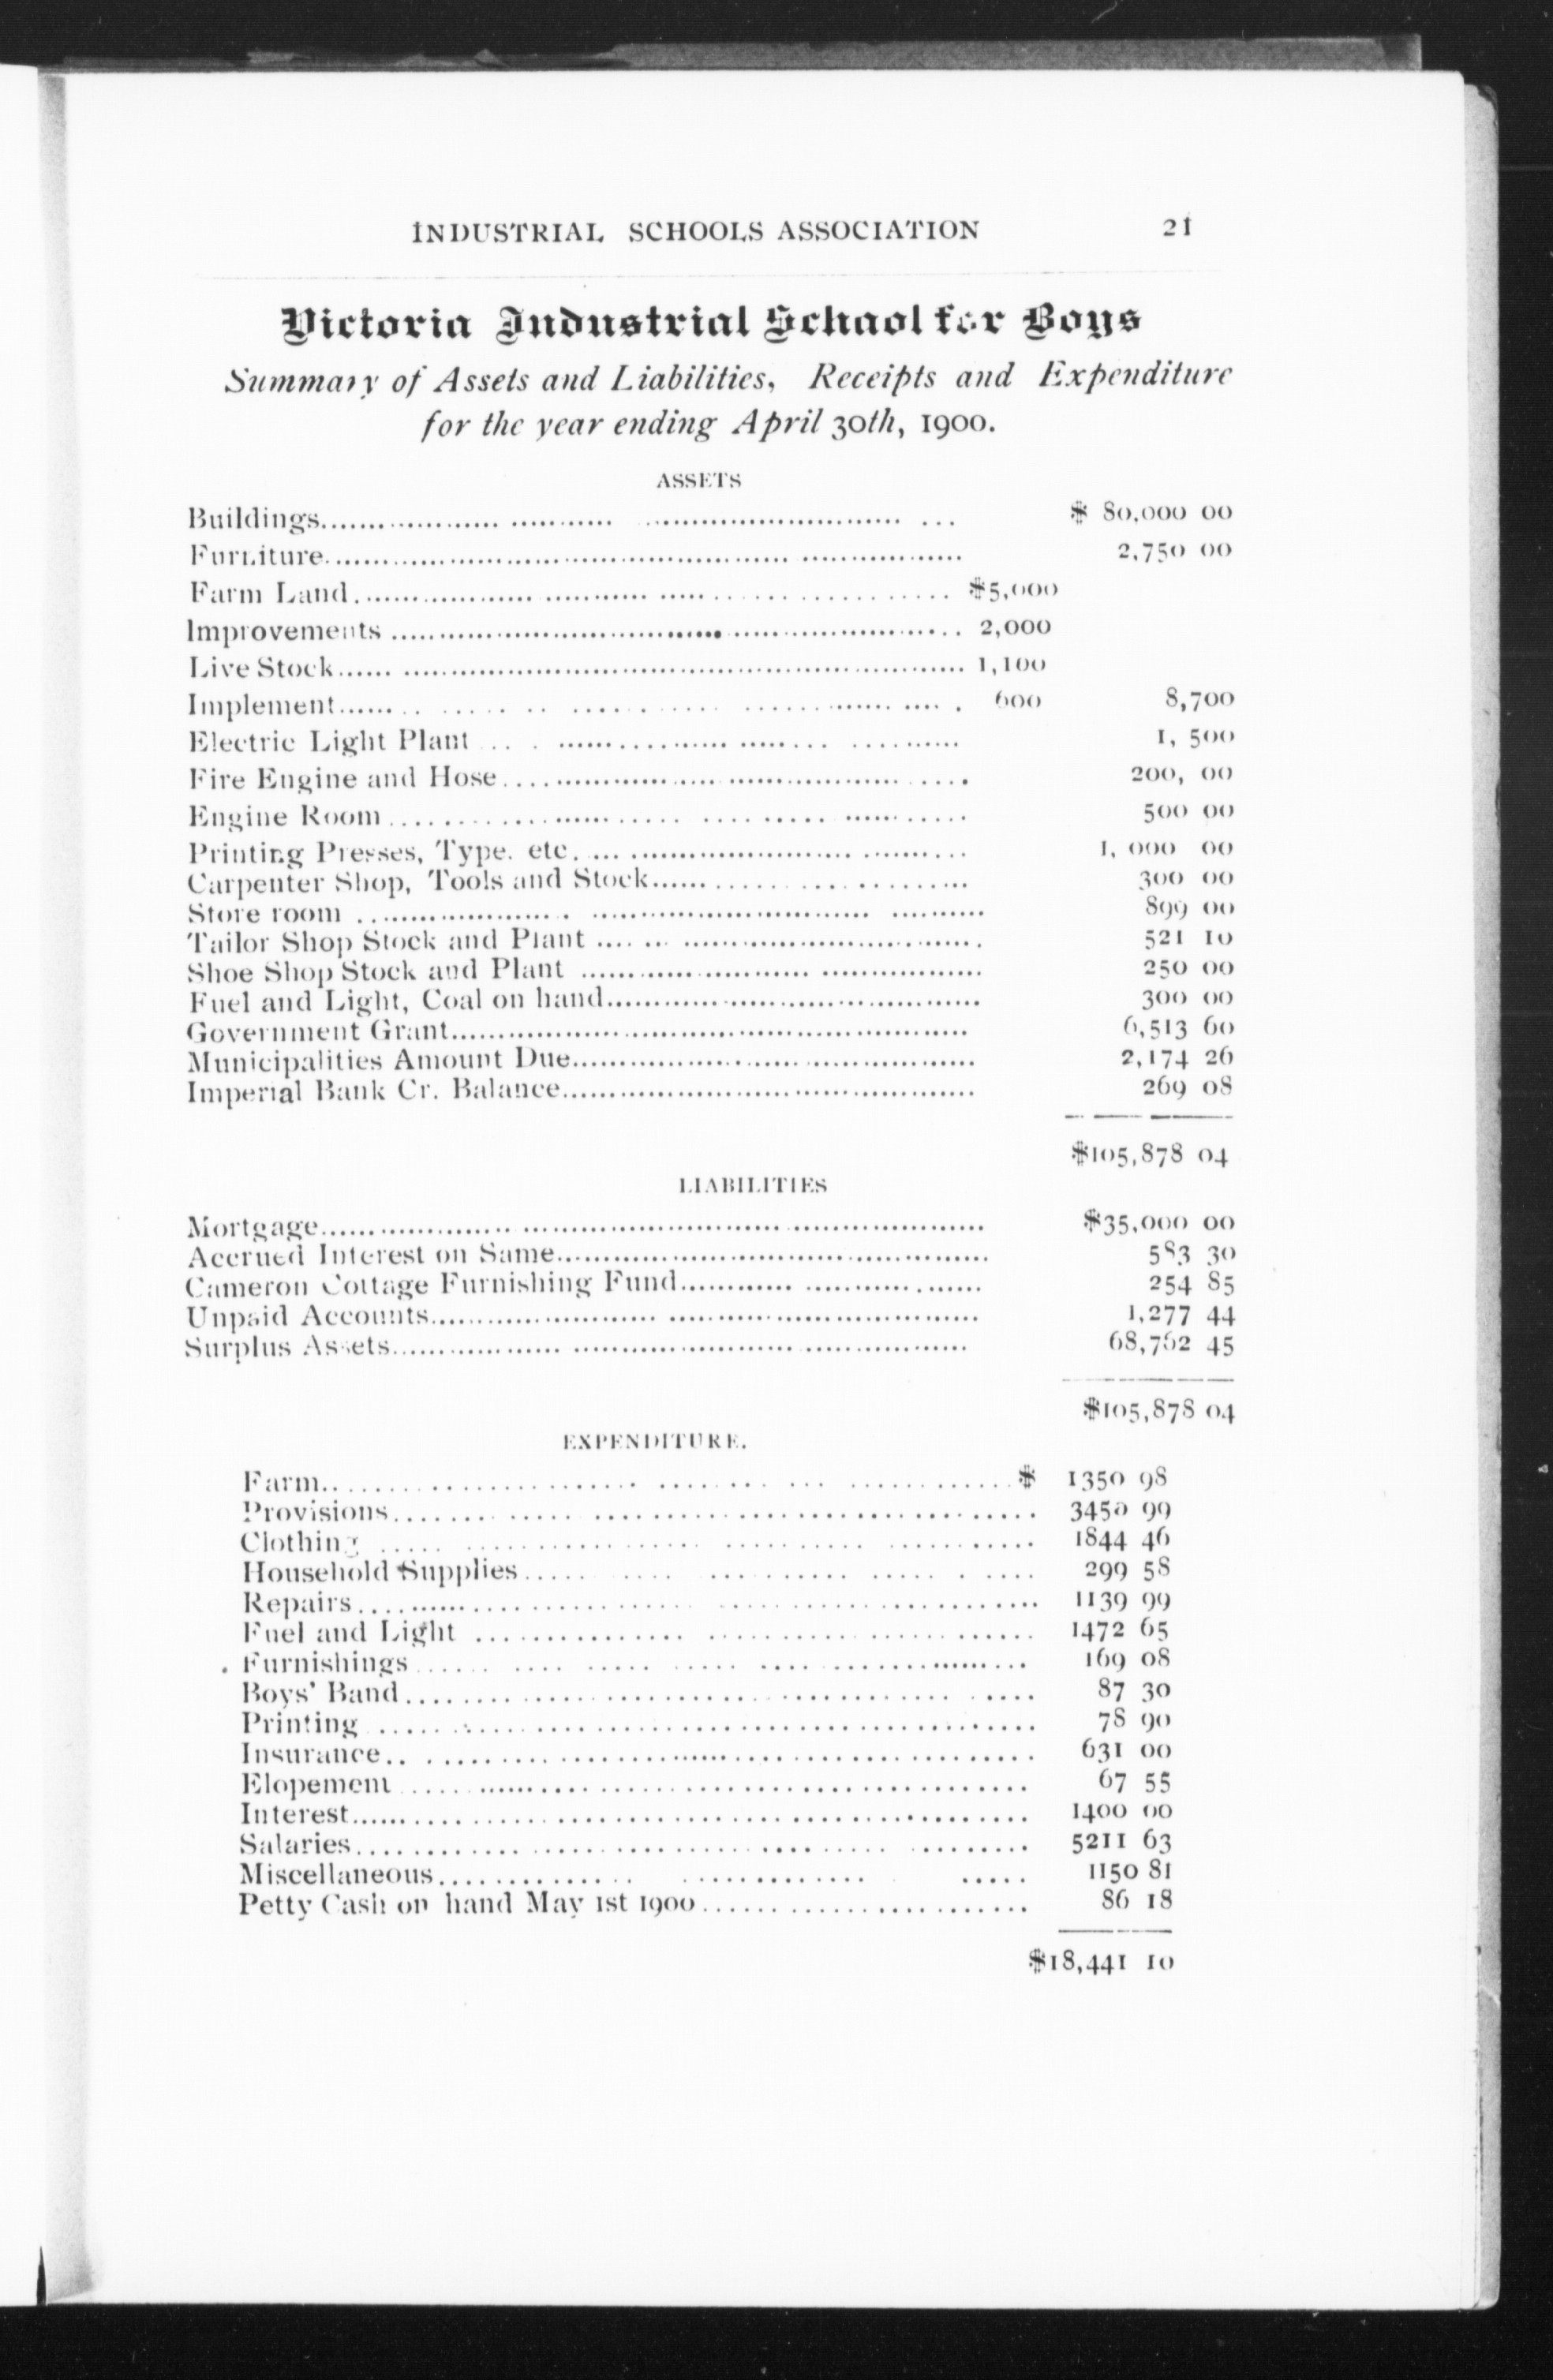 INDUSTRIAL SCHOOLS ASSOCIATION 21
Victoria Industrial School for Boys
Summary of Assets and Liabilities, Receipts and Expenditure
for the year ending April 30th, 1900.
ASSETS
Buildings $ 80,000 00
Furniture 2,750 00
Farm Land $5,000
Improvements 2,000
Live Stock 1,100
Implement 600 8,700
Electric Light Plant 1, 500
Fire Engine and Hose 200, 00
Engine Room 500 00
Printing Presses, Type. etc. 1, 000 00
Carpenter Shop, Tools and Stock 300 00
Store room 899 00
Tailor Shop Stock and Plant 521 10
Shoe Shop Stock and Plant 250 00
Fuel and Light, Coal on hand 300 00
Government Grant 6,513 60
Municipalities Amount Due 2,174 26
Imperial Bank Cr. Balance 269 08
$105,878 04
LIABILITIES
Mortgage $35,000 00
Accrued Interest on Same 583 30
Cameron Cottage Furnishing Fund 254 85
Unpaid Accounts 1,277 44
Surplus Assets 68,762 45
$105,878 04
EXPENDITURE.
Farm $ 1350 98
Provisions 3450 99
Clothing 1844 46
Household Supplies 299 58
Repairs 1139 99
Fuel and Light 1472 65
Furnishings 169 08
Boys' Band 87 30
Printing 78 90
Insurance 631 00
Elopement 67 55
Interest 1400 00
Salaries 5211 63
Miscellaneous 1150 81
Petty Cash on hand May 1st 1900 86 18
$18,441 10